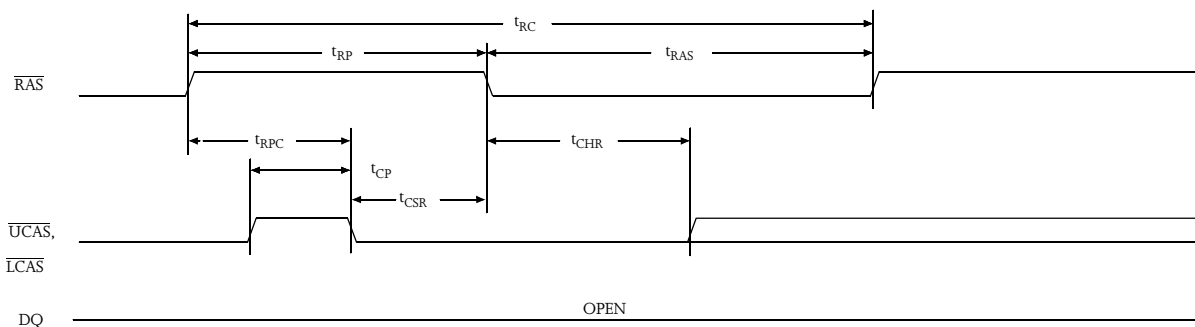 tRC
tRP tRAS
RAS
tRPC tCHR
tCP
tCSR
UCAS,
LCAS
OPEN
DQ